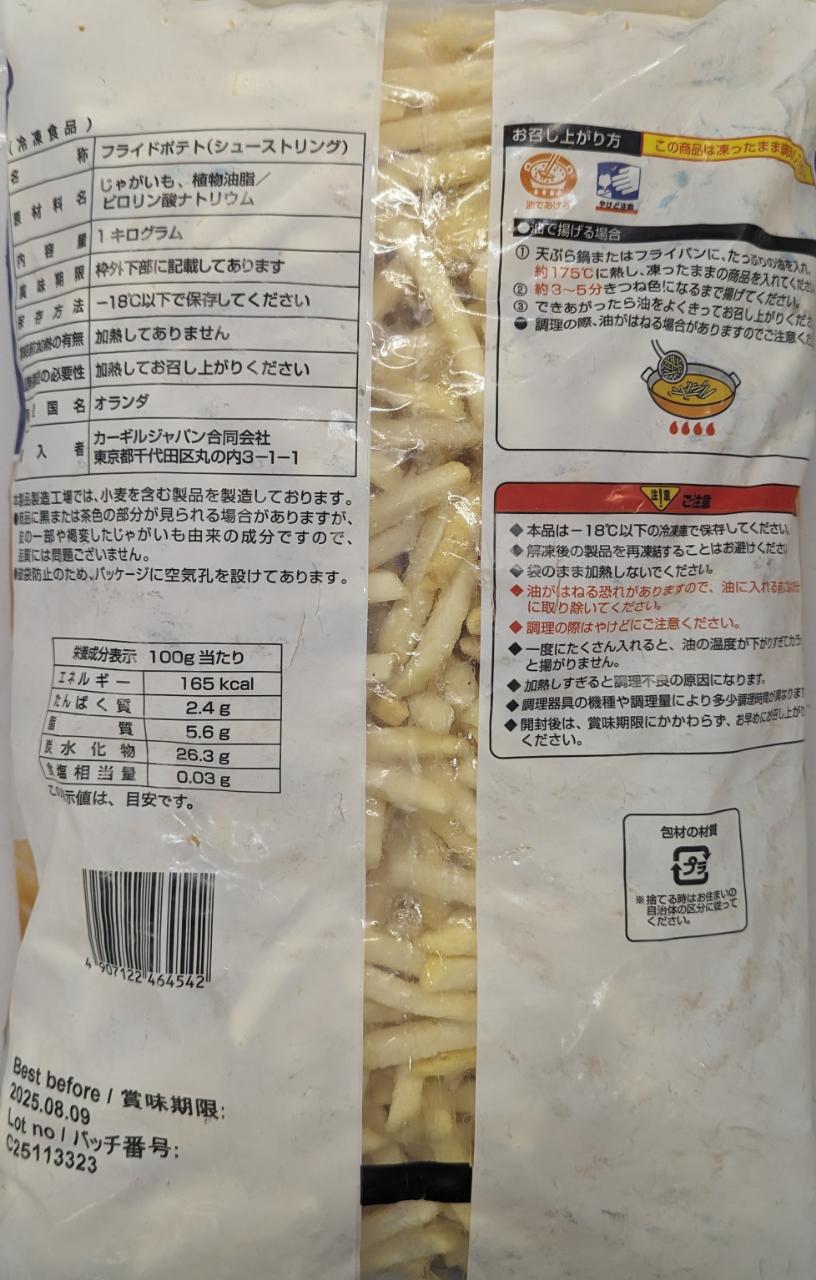 (冷凍食品)
名称 フライドポテト(シューストリング)
原材料名 じゃがいも、植物油脂/
ピロリン酸ナトリウム
内容量 1キログラム
賞味期限 枠外下部に記載してあります
保存方法 −18℃以下で保存してください
加熱の有無 加熱してありません
の必要性 加熱してお召し上がりください
国名 オランダ
入者 カーギルジャパン合同会社
東京都千代田区丸の内3−1−1
本製品製造工場では、小麦を含む製品を製造しております。
●商品に黒または茶色の部分が見られる場合がありますが、
皮の一部や褐変したじゃがいも由来の成分ですので、
品質には問題ございません。
●破袋防止のため、パッケージに空気孔を設けてあります。
栄養成分表示 100g当たり
エネルギー 165 kcal
たんぱく質 2.4 g
脂質 5.6 g
炭水化物 26.3 g
食塩相当量 0.03 g
この表示値は、目安です。
4 907122 464542
Best before / 賞味期限:
2025.08.09
Lot no / バッチ番号:
C25113323
お召し上がり方
この商品は凍ったまま調
油であげる
やけど注意
●油で揚げる場合
① 天ぷら鍋またはフライパンに、たっぷりの油を入れ、
約175℃に熱し、凍ったままの商品を入れてくだ
② 約3〜5分きつね色になるまで揚げてください。
③ できあがったら油をよくきってお召し上がりくださ
● 調理の際、油がはねる場合がありますのでご注意くだ
注!意 ご注意
◆本品は−18℃以下の冷凍庫で保存してください。
◆解凍後の製品を再凍結することはお避けくださ
◆袋のまま加熱しないでください。
◆油がはねる恐れがありますので、油に入れる直前に
に取り除いてください。
◆調理の際はやけどにご注意ください。
◆一度にたくさん入れると、油の温度が下がりすぎてカラ
と揚がりません。
◆加熱しすぎると調理不良の原因になります。
◆調理器具の機種や調理量により多少調理時間が異なりま
◆開封後は、賞味期限にかかわらず、お早めにお召し上がり
ください。
包材の材質
プラ
※捨てる時はお住まいの
自治体の区分に従って
ください。